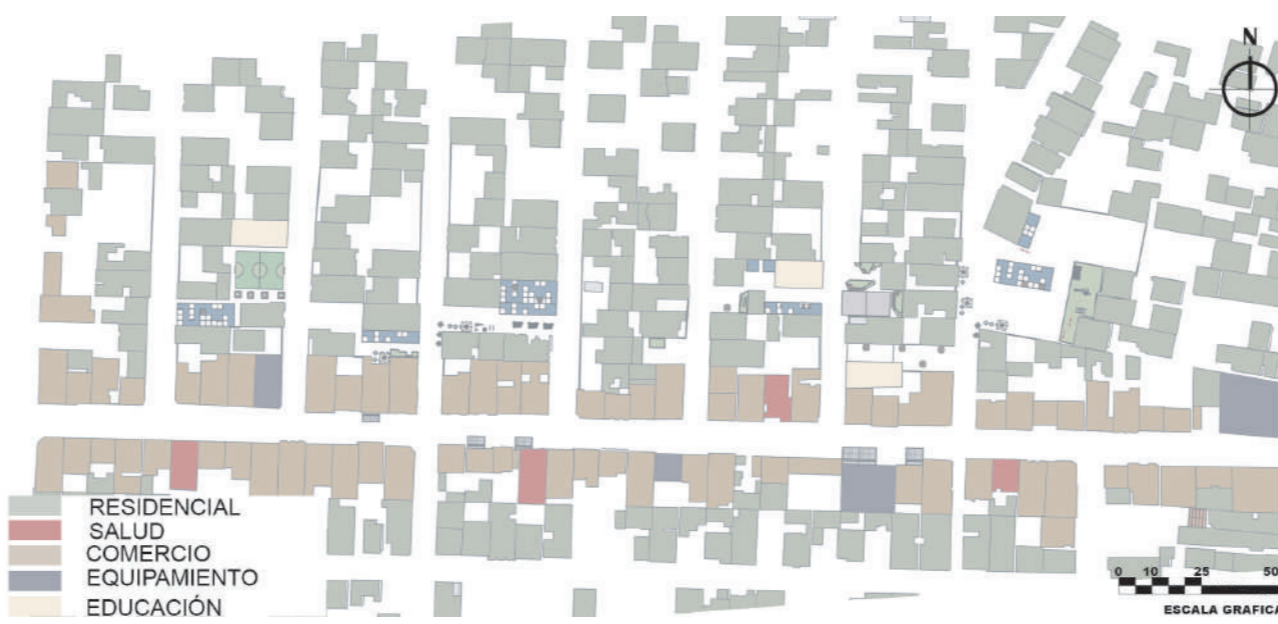 N
RESIDENCIAL
SALUD
COMERCIO
EQUIPAMIENTO
EDUCACIÓN
0 10 25 50
ESCALA GRAFICA